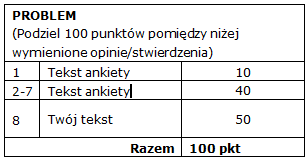 PROBLEM
(Podziel 100 punktów pomiędzy niżej
wymienione opinie/stwierdzenia)
1 Tekst ankiety 10
2-7 Tekst ankiety 40
8 Twój tekst 50
Razem 100 pkt